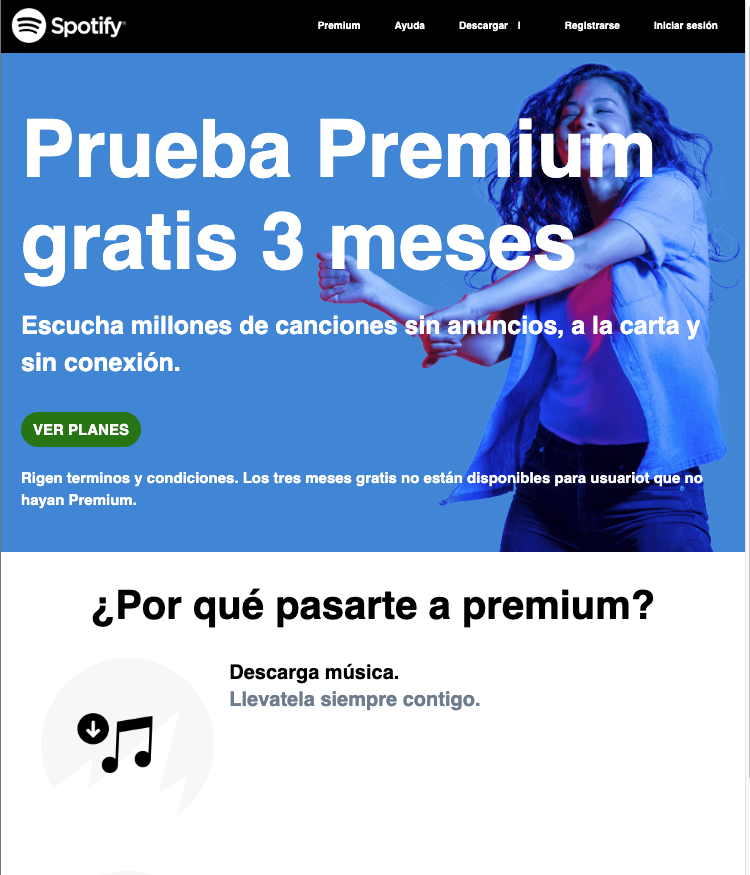 Spotify
Premium Ayuda Descargar I Registrarse Iniciar sesión
Prueba Premium
gratis 3 meses
Escucha millones de canciones sin anuncios, a la carta y
sin conexión.
VER PLANES
Rigen terminos y condiciones. Los tres meses gratis no están disponibles para usuariot que no
hayan Premium.
¿Por qué pasarte a premium?
Descarga música.
Llevatela siempre contigo.